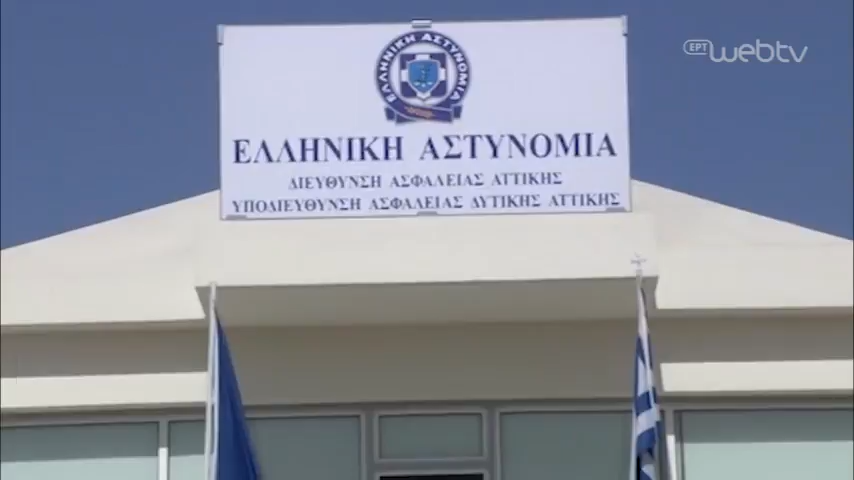 ΕΡΤ webtv
ΕΛΛΗΝΙΚΗ ΑΣΤΥΝΟΜΙΑ
ΕΛΛΗΝΙΚΗ ΑΣΤΥΝΟΜΙΑ
ΔΙΕΥΘΥΝΣΗ ΑΣΦΑΛΕΙΑΣ ΑΤΤΙΚΗΣ
ΥΠΟΔΙΕΥΘΥΝΣΗ ΑΣΦΑΛΕΙΑΣ ΔΥΤΙΚΗΣ ΑΤΤΙΚΗΣ